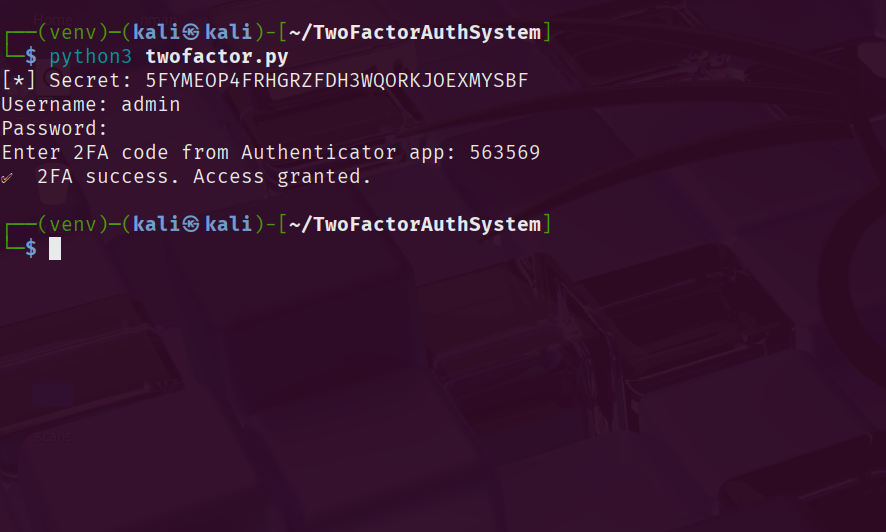 ┌──(venv)─(kali㉿kali)-[~/TwoFactorAuthSystem]
└─$ python3 twofactor.py
[*] Secret: 5FYMEOP4FRHGRZFDH3WQORKJOEXMYSBF
Username: admin
Password:
Enter 2FA code from Authenticator app: 563569
✓ 2FA success. Access granted.
┌──(venv)─(kali㉿kali)-[~/TwoFactorAuthSystem]
└─$